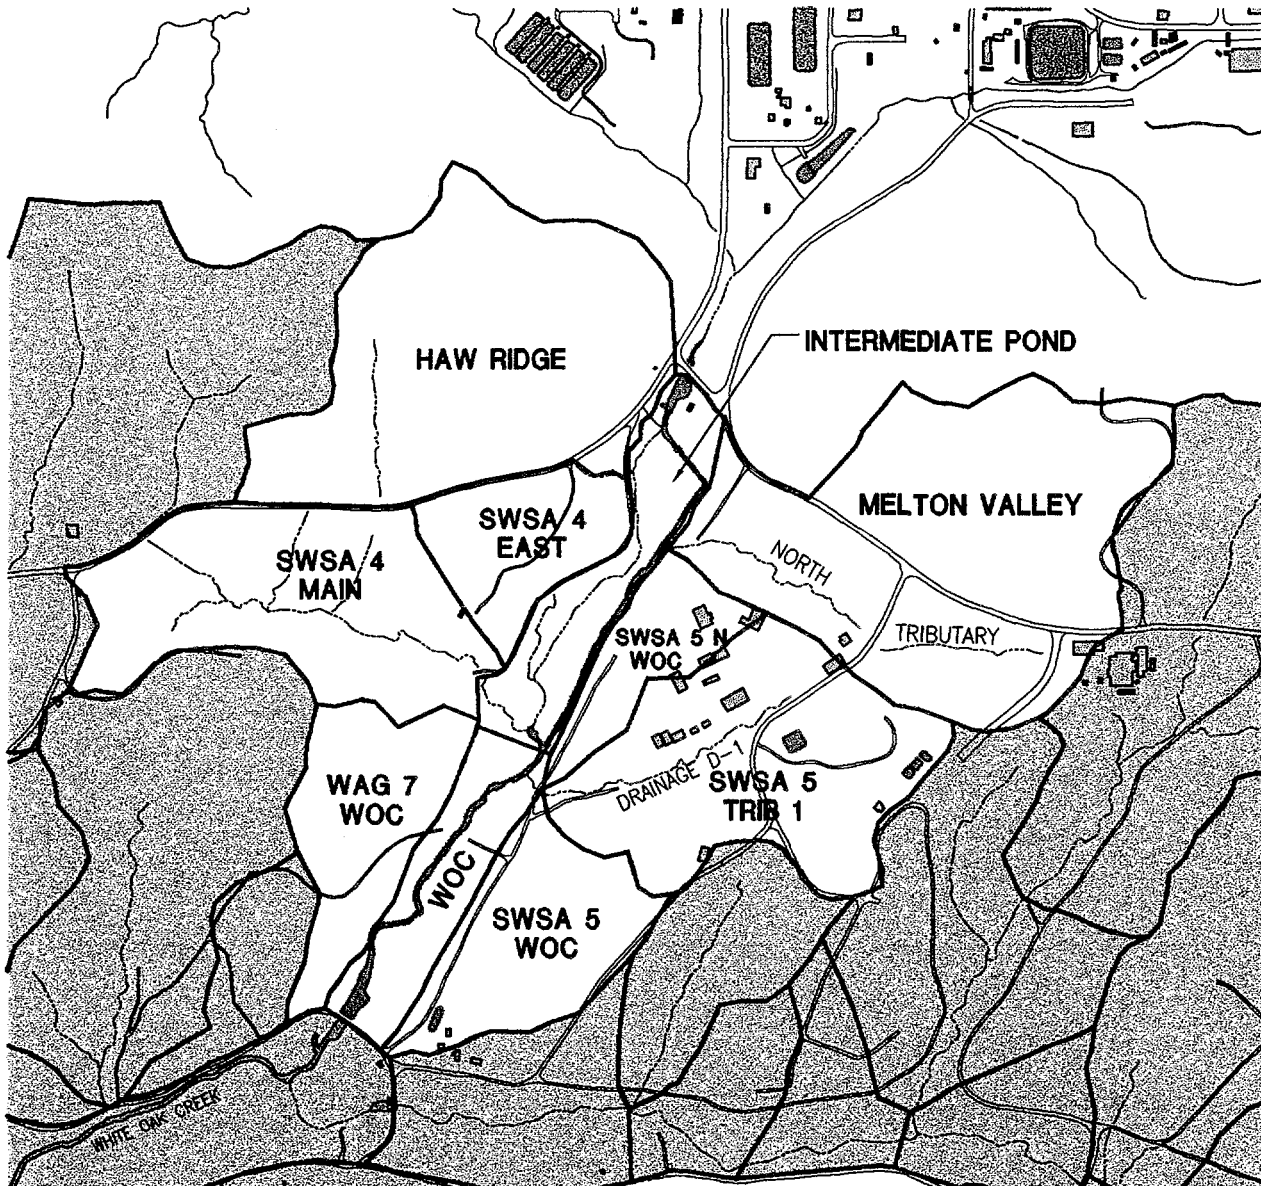 INTERMEDIATE POND
HAW RIDGE
MELTON VALLEY
SWSA 4
EAST
SWSA 4
MAIN
NORTH
TRIBUTARY
SWSA 5 N
WOC
WAG 7
WOC
DRAINAGE D-1
SWSA 5
TRIB 1
WOC
SWSA 5
WOC
WHITE OAK CREEK